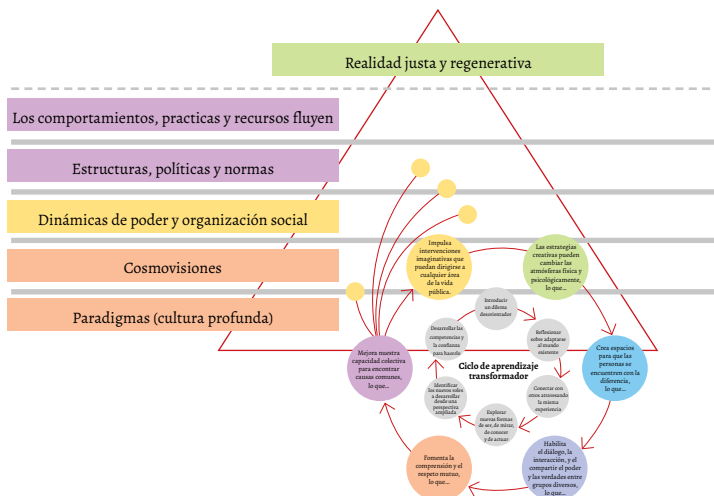 Realidad justa y regenerativa
Los comportamientos, practicas y recursos fluyen
Estructuras, políticas y normas
Dinámicas de poder y organización social
Cosmovisiones
Paradigmas (cultura profunda)
Impulsa
intervenciones
imaginativas que
puedan dirigirse a
cualquier área
de la vida
pública.
Las estrategias
creativas pueden
cambiar las
atmósferas física y
psicológicamente,
lo que...
Crea espacios
para que las
personas se
encuentren con la
diferencia,
lo que...
Habilita
el diálogo, la
interacción, y el
compartir el poder
y las verdades entre
grupos diversos,
lo que...
Fomenta la
comprensión y el
respeto mutuo,
lo que...
Mejora nuestra
capacidad colectiva
para encontrar
causas comunes,
lo que...
Introducir
un dilema
desorientador
Reflexionar
sobre adaptarse
al mundo
existente
Conectar con
otros atravesando
la misma
experiencia
Explorar
nuevas formas
de ser, de mirar,
de conocer
y de actuar
Identificar
los nuevos roles
a desarrollar
desde una
perspectiva
ampliada
Desarrollar las
competencias y
la confianza
para hacerlo
Ciclo de aprendizaje
transformador